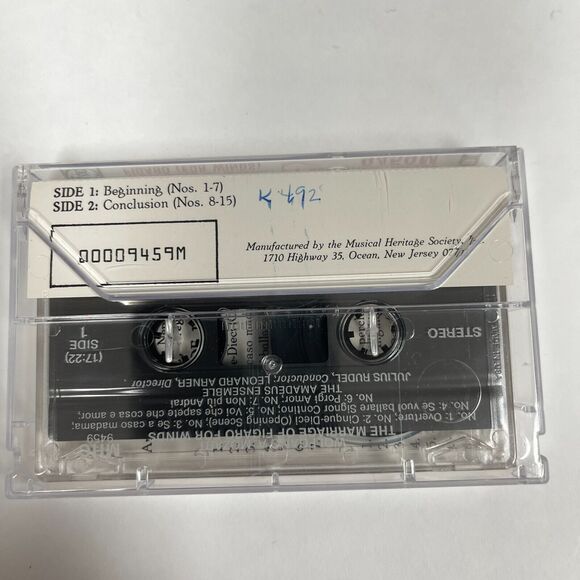 SIDE 1: Beginning (Nos. 1-7)
SIDE 2: Conclusion (Nos. 8-15)
K 492
00009459M
Manufactured by the Musical Heritage Society,
1710 Highway 35, Ocean, New Jersey
MHS
9459
THE MARRIAGE OF FIGARO FOR WINDS
No. 1: Overture; No. 2: Cinque-Dieci (Opening Scene); No. 3: Se a caso madama;
No. 4: Se vuol ballare Signor Contino; No. 5: Voi che sapete che cosa amor;
No. 6: Porgi Amor; No. 7: Non più Andrai
THE AMADEUS ENSEMBLE
JULIUS RUDEL, Conductor; LEONARD ARNER, Director
SIDE
1
(17:22)
STEREO